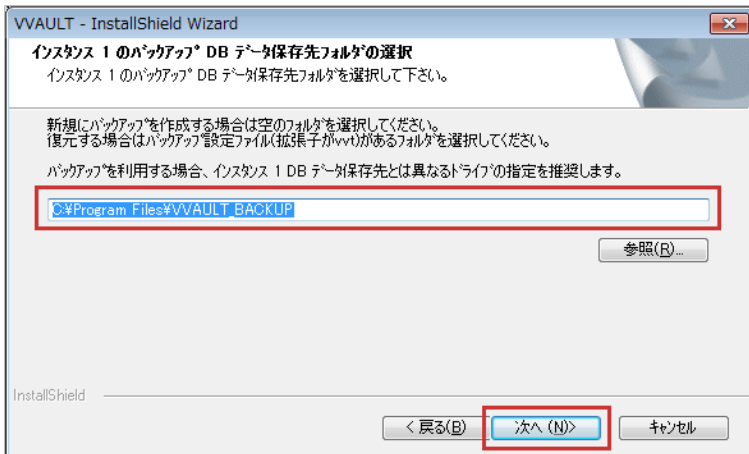 VVAULT - InstallShield Wizard
インスタンス 1 のバックアップ DB データ保存先フォルダの選択
インスタンス 1 のバックアップ DB データ保存先フォルダを選択して下さい。
新規にバックアップを作成する場合は空のフォルダを選択してください。
復元する場合はバックアップ設定ファイル(拡張子がvvt)があるフォルダを選択してください。
バックアップを利用する場合、インスタンス 1 DB データ保存先とは異なるドライブの指定を推奨します。
C:¥Program Files¥VVAULT_BACKUP
参照(R)...
InstallShield
< 戻る(B)
次へ (N)>
キャンセル